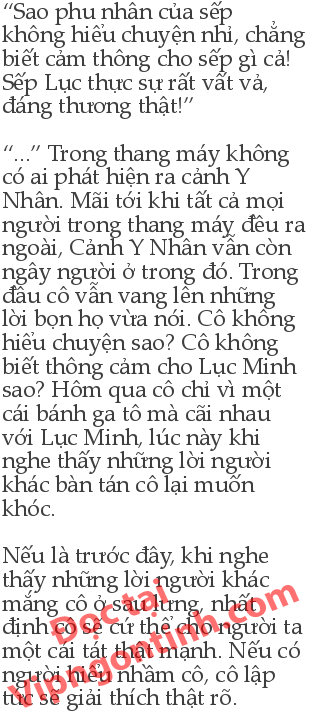 “Sao phu nhân của sếp
không hiểu chuyện nhỉ, chẳng
biết cảm thông cho sếp gì cả!
Sếp Lục thực sự rất vất vả,
đáng thương thật!”
“...” Trong thang máy không
có ai phát hiện ra cảnh Y
Nhân. Mãi tới khi tất cả mọi
người trong thang máy đều ra
ngoài, Cảnh Y Nhân vẫn còn
ngây người ở trong đó. Trong
đầu cô vẫn vang lên những
lời bọn họ vừa nói. Cô không
hiểu chuyện sao? Cô không
biết thông cảm cho Lục Minh
sao? Hôm qua cô chỉ vì một
cái bánh ga tô mà cãi nhau
với Lục Minh, lúc này khi
nghe thấy những lời người
khác bàn tán cô lại muốn
khóc.
Nếu là trước đây, khi nghe
thấy những lời người khác
mắng cô ở sau lưng, nhất
định cô sẽ cứ thế cho người ta
một cái tát thật mạnh. Nếu có
người hiểu nhầm cô, cô lập
tức sẽ giải thích thật rõ.
Đọc tại
Vipngontinh.com